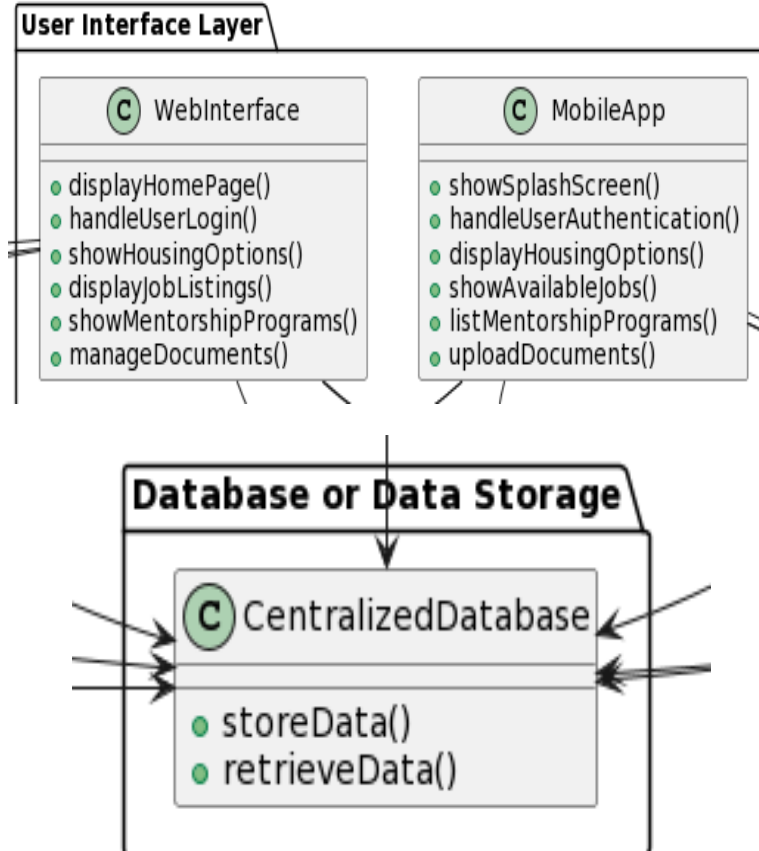 User Interface Layer
C WebInterface
displayHomePage()
handleUserLogin()
showHousingOptions()
displayJobListings()
showMentorshipPrograms()
manageDocuments()
C MobileApp
showSplashScreen()
handleUserAuthentication()
displayHousingOptions()
showAvailableJobs()
listMentorshipPrograms()
uploadDocuments()
Database or Data Storage
C CentralizedDatabase
storeData()
retrieveData()